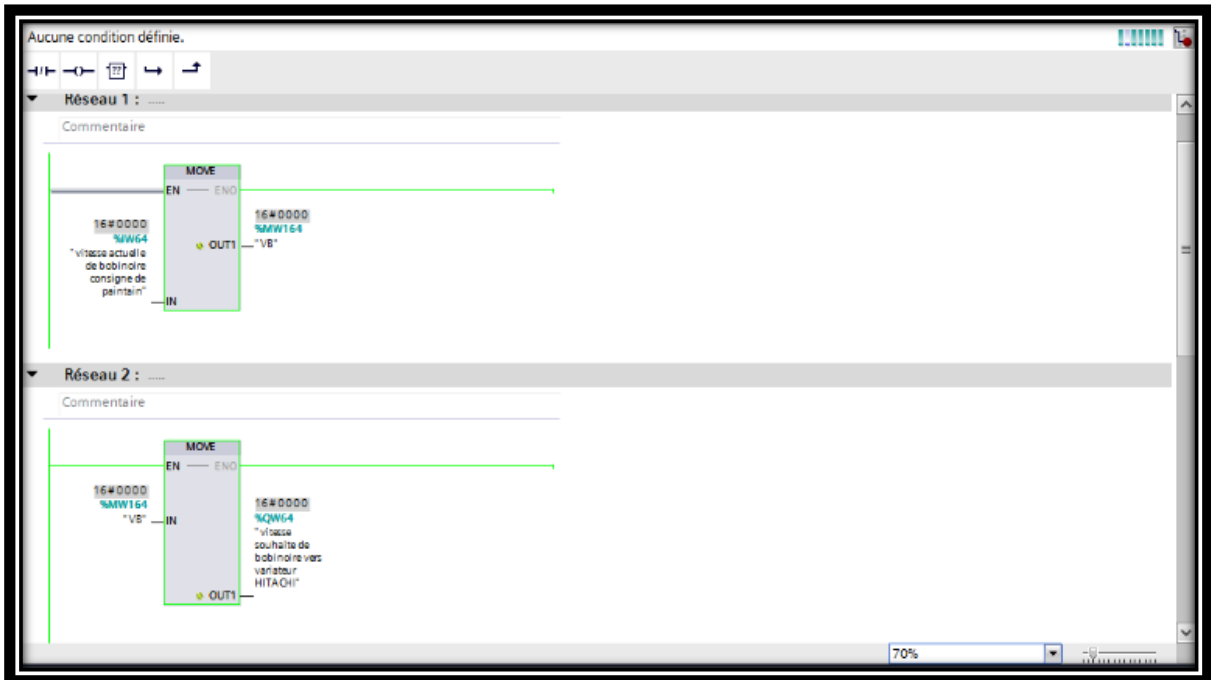 Aucune condition définie.
??
Réseau 1 : .....
Commentaire
MOVE
EN ENO
16#0000
%IW64
"vitesse actuelle
de bobinoire
consigne de
paintain"
IN
16#0000
%MW164
OUT1 "VB"
Réseau 2 : .....
Commentaire
MOVE
EN ENO
16#0000
%MW164
"VB" IN
16#0000
%QW64
"vitesse
souhaite de
bobinoire vers
variateur
HITACHI"
OUT1
70%